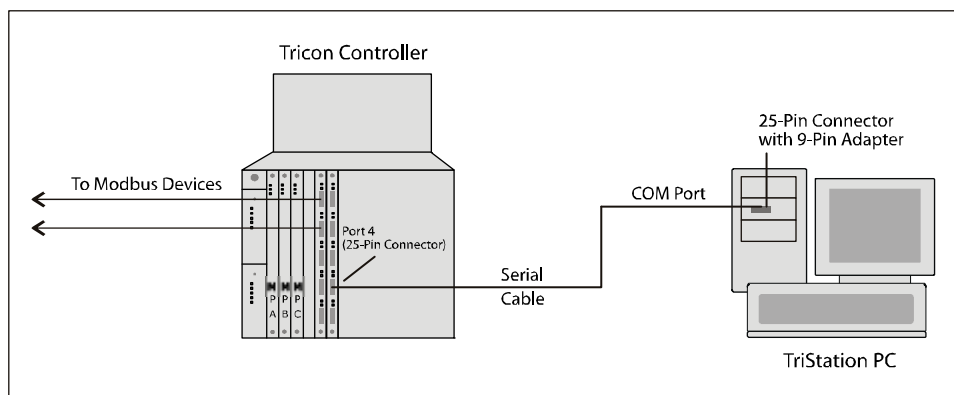 Tricon Controller
25-Pin Connector
with 9-Pin Adapter
To Modbus Devices
COM Port
Port 4
(25-Pin Connector)
Serial
Cable
P P P
A B C
TriStation PC